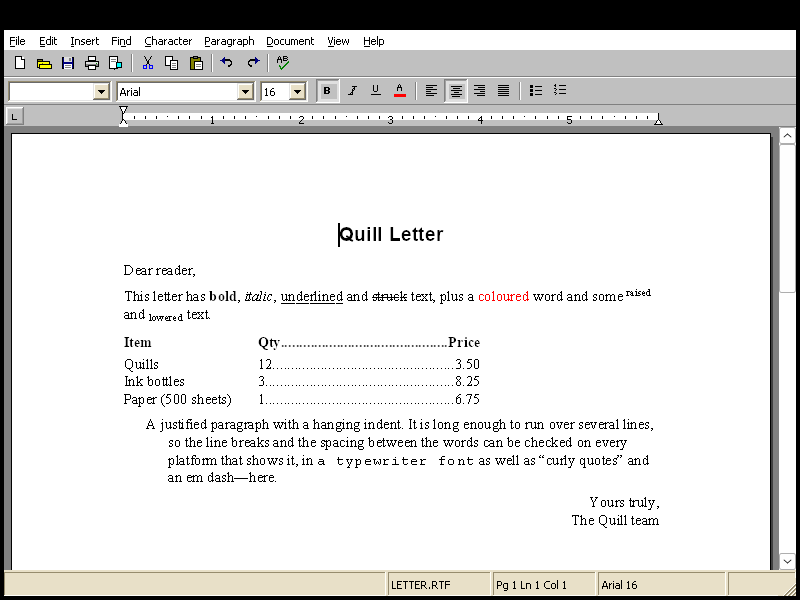 File Edit Insert Find Character Paragraph Document View Help
Arial 16 B I U A
L 1 2 3 4 5
Quill Letter
Dear reader,
This letter has bold, italic, underlined and struck text, plus a coloured word and some raised
and lowered text.
Item Qty.............................................Price
Quills 12.................................................3.50
Ink bottles 3...................................................8.25
Paper (500 sheets) 1...................................................6.75
A justified paragraph with a hanging indent. It is long enough to run over several lines,
so the line breaks and the spacing between the words can be checked on every
platform that shows it, in a typewriter font as well as “curly quotes” and
an em dash—here.
Yours truly,
The Quill team
LETTER.RTF Pg 1 Ln 1 Col 1 Arial 16